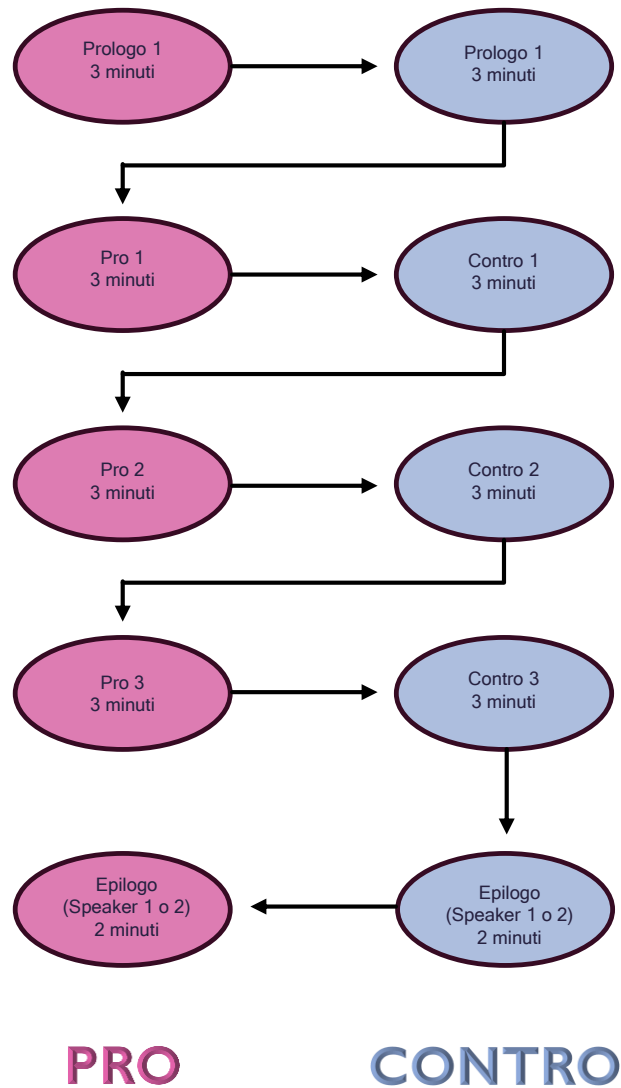 Prologo 1
3 minuti
Prologo 1
3 minuti
Pro 1
3 minuti
Contro 1
3 minuti
Pro 2
3 minuti
Contro 2
3 minuti
Pro 3
3 minuti
Contro 3
3 minuti
Epilogo
(Speaker 1 o 2)
2 minuti
Epilogo
(Speaker 1 o 2)
2 minuti
PRO
CONTRO